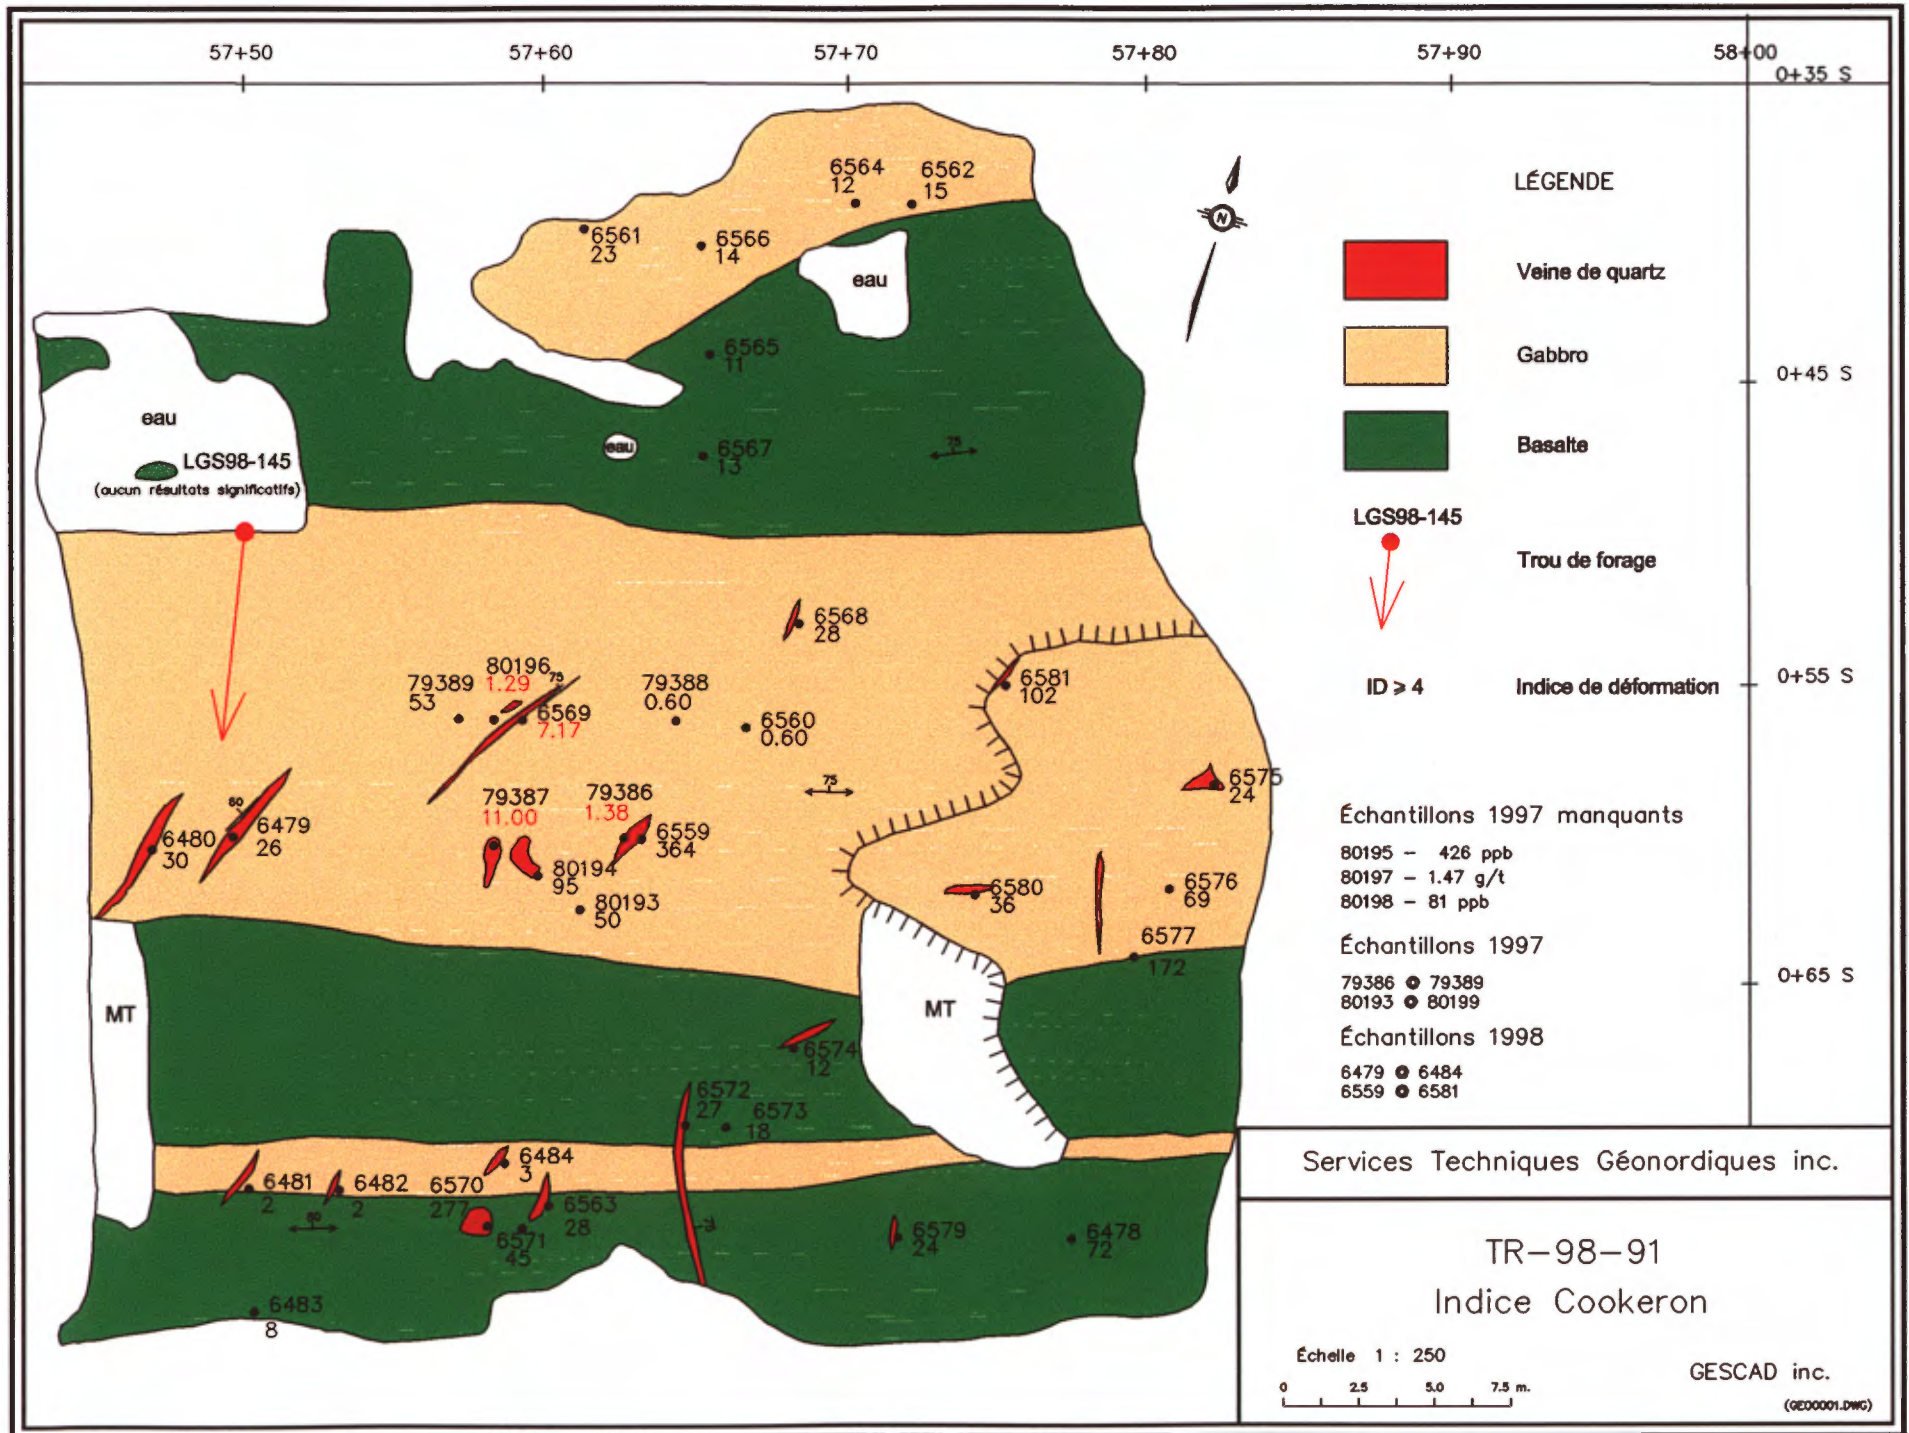 57+50 57+60 57+70 57+80 57+90 58+00
0+35 S
6564
12
6562
15
6561
23
6566
14
eau
6565
11
eau
LGS98-145
(aucun résultats significatifs)
eau
6567
13
75
6568
28
80196
1.29
75
79389
53
6569
7.17
79388
0.60
6560
0.60
6581
102
75
6575
24
79387
11.00
79386
1.38
6559
364
80
6479
26
6480
30
80194
95
80193
50
6580
36
6576
69
6577
172
MT
MT
6574
12
6572
27
6573
18
6484
3
6481
2
6482
2
6570
277
6563
28
80
6571
45
75
6579
24
6478
72
6483
8
N
LÉGENDE
Veine de quartz
Gabbro
0+45 S
Basalte
LGS98-145
Trou de forage
ID ≥ 4 Indice de déformation
0+55 S
Échantillons 1997 manquants
80195 - 426 ppb
80197 - 1.47 g/t
80198 - 81 ppb
Échantillons 1997
0+65 S
79386 79389
80193 80199
Échantillons 1998
6479 6484
6559 6581
Services Techniques Géonordiques inc.
TR-98-91
Indice Cookeron
Échelle 1 : 250
0 2.5 5.0 7.5 m.
GESCAD inc.
(GE00001.DWG)